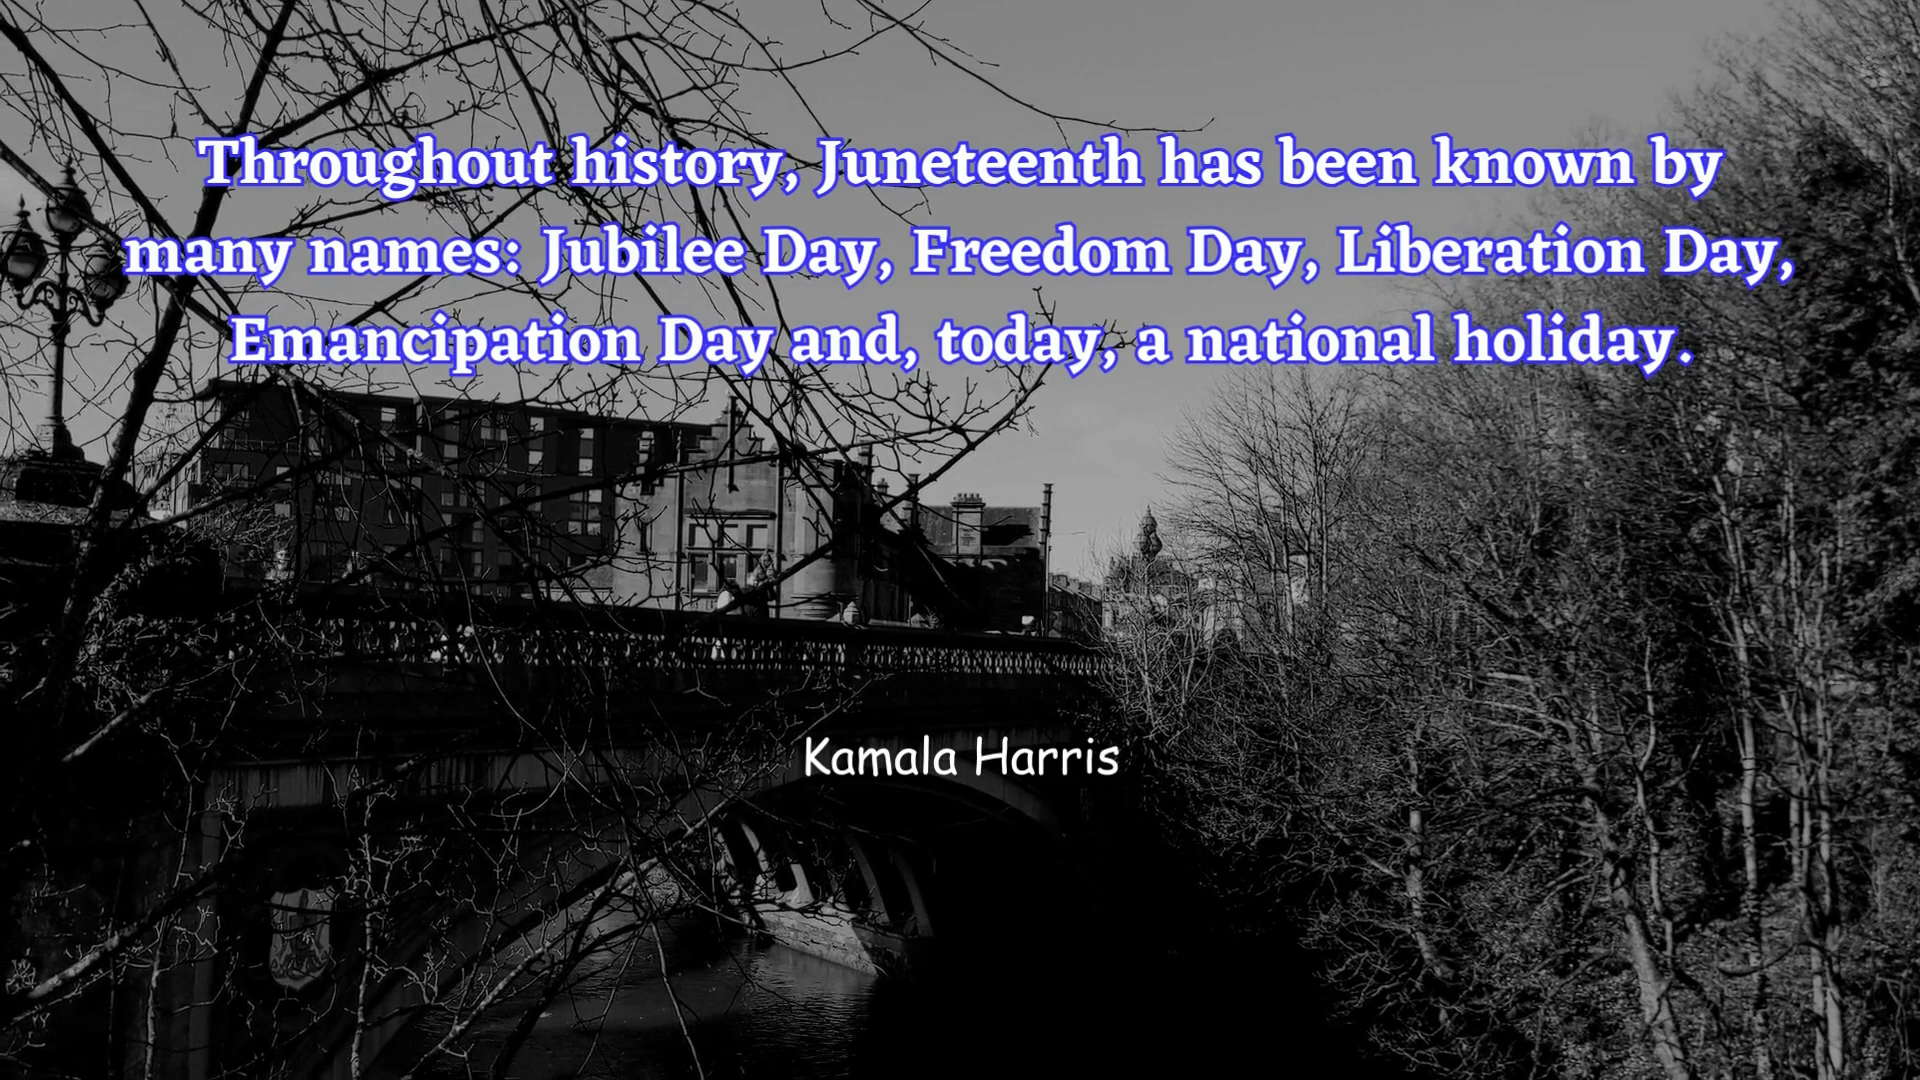 Throughout history, Juneteenth has been known by
many names: Jubilee Day, Freedom Day, Liberation Day,
Emancipation Day and, today, a national holiday.
Kamala Harris